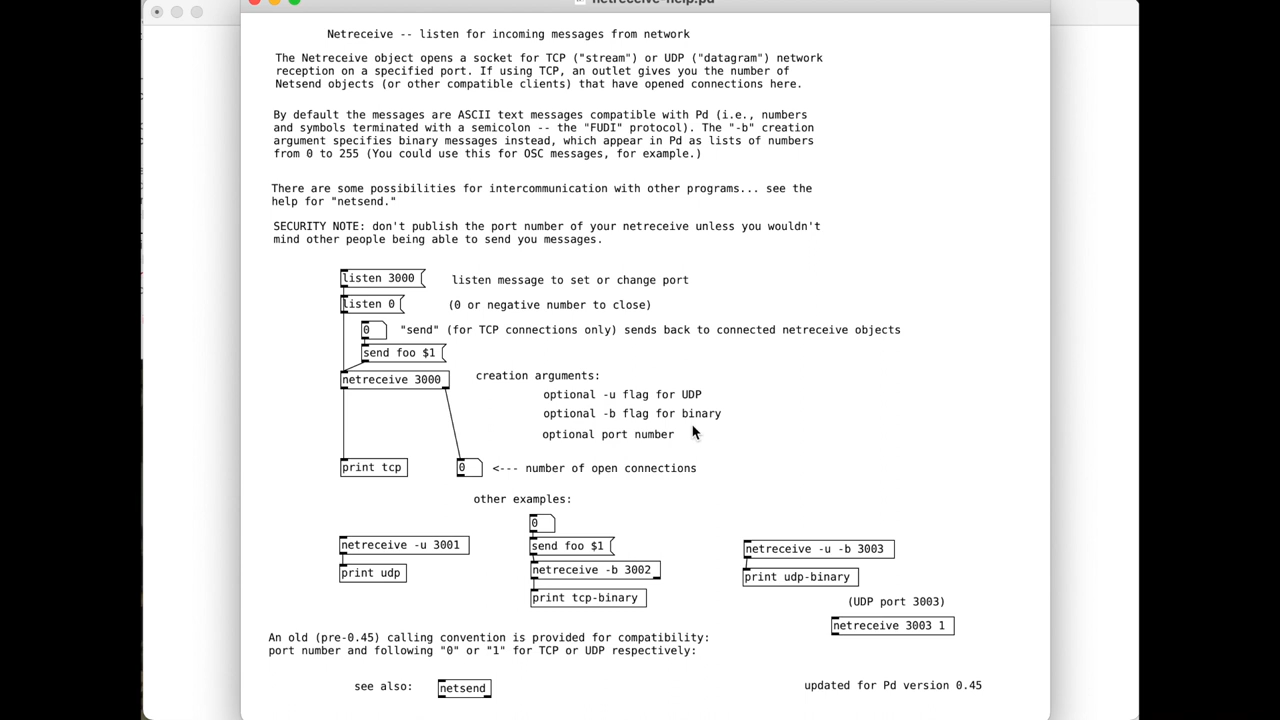 netreceive-help.pd
Netreceive -- listen for incoming messages from network
The Netreceive object opens a socket for TCP ("stream") or UDP ("datagram") network
reception on a specified port. If using TCP, an outlet gives you the number of
Netsend objects (or other compatible clients) that have opened connections here.
By default the messages are ASCII text messages compatible with Pd (i.e., numbers
and symbols terminated with a semicolon -- the "FUDI" protocol). The "-b" creation
argument specifies binary messages instead, which appear in Pd as lists of numbers
from 0 to 255 (You could use this for OSC messages, for example.)
There are some possibilities for intercommunication with other programs... see the
help for "netsend."
SECURITY NOTE: don't publish the port number of your netreceive unless you wouldn't
mind other people being able to send you messages.
listen 3000 listen message to set or change port
listen 0 (0 or negative number to close)
0 "send" (for TCP connections only) sends back to connected netreceive objects
send foo $1
netreceive 3000 creation arguments:
optional -u flag for UDP
optional -b flag for binary
optional port number
print tcp 0 <--- number of open connections
other examples:
0
netreceive -u 3001 send foo $1 netreceive -u -b 3003
print udp netreceive -b 3002 print udp-binary
print tcp-binary (UDP port 3003)
netreceive 3003 1
An old (pre-0.45) calling convention is provided for compatibility:
port number and following "0" or "1" for TCP or UDP respectively:
see also: netsend updated for Pd version 0.45